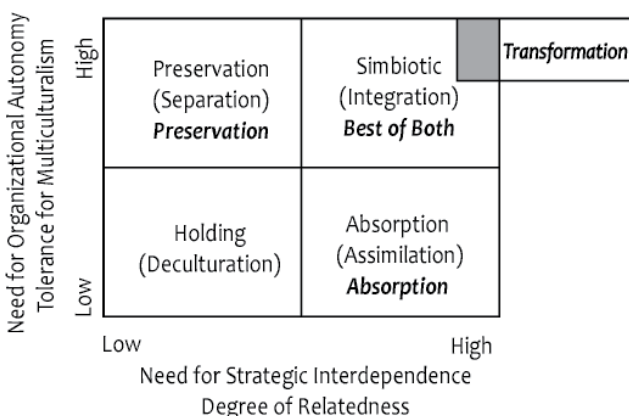 Need for Organizational Autonomy
Tolerance for Multiculturalism
High
Low
Preservation
(Separation)
Preservation
Simbiotic
(Integration)
Best of Both
Transformation
Holding
(Deculturation)
Absorption
(Assimilation)
Absorption
Low
High
Need for Strategic Interdependence
Degree of Relatedness